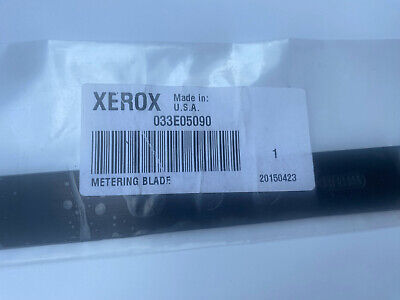 XEROX
Made in:
U.S.A.
033E05090
1
METERING BLADE
20150423